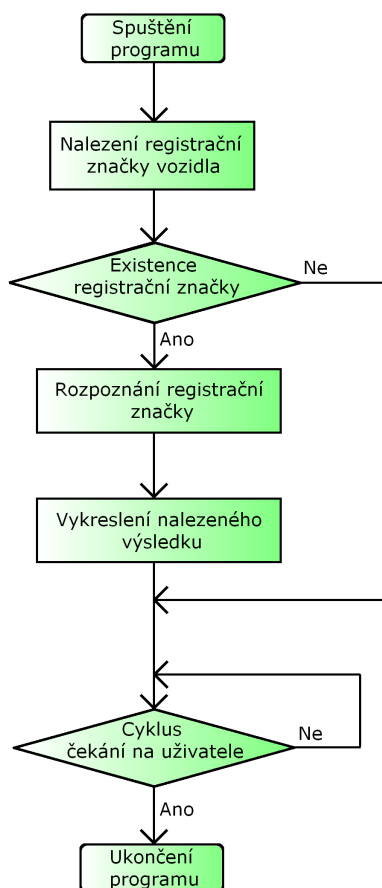 Spuštění
programu
Nalezení registrační
značky vozidla
Existence
registrační značky
Ne
Ano
Rozpoznání registrační
značky
Vykreslení nalezeného
výsledku
Cyklus
čekání na uživatele
Ne
Ano
Ukončení
programu